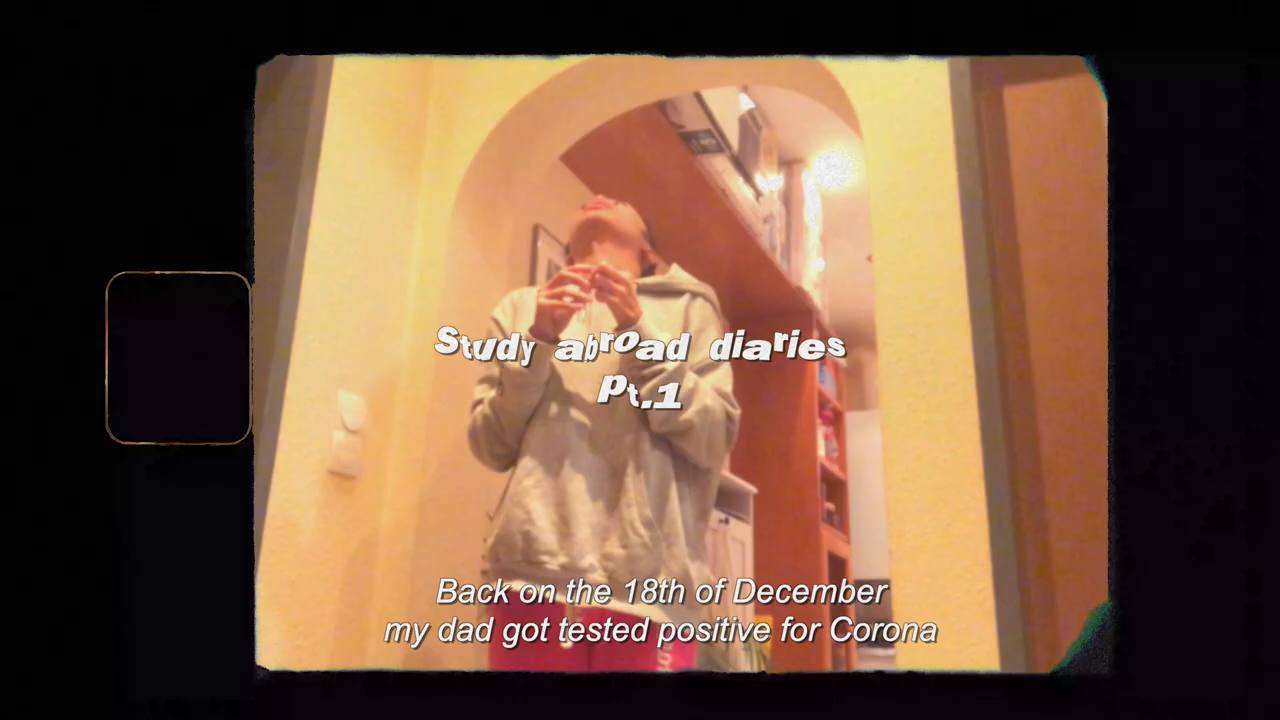 Study abroad diaries
pt.1
Back on the 18th of December
my dad got tested positive for Corona